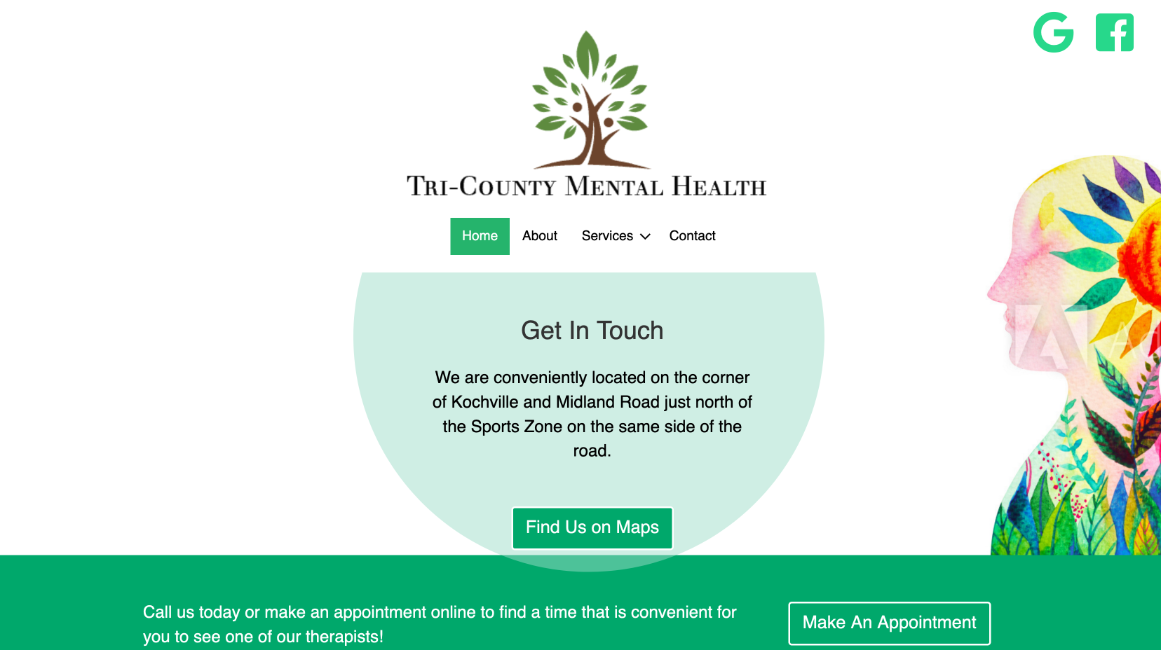 Tri-County Mental Health
Home About Services Contact
Get In Touch
We are conveniently located on the corner
of Kochville and Midland Road just north of
the Sports Zone on the same side of the
road.
Find Us on Maps
Call us today or make an appointment online to find a time that is convenient for
you to see one of our therapists!
Make An Appointment